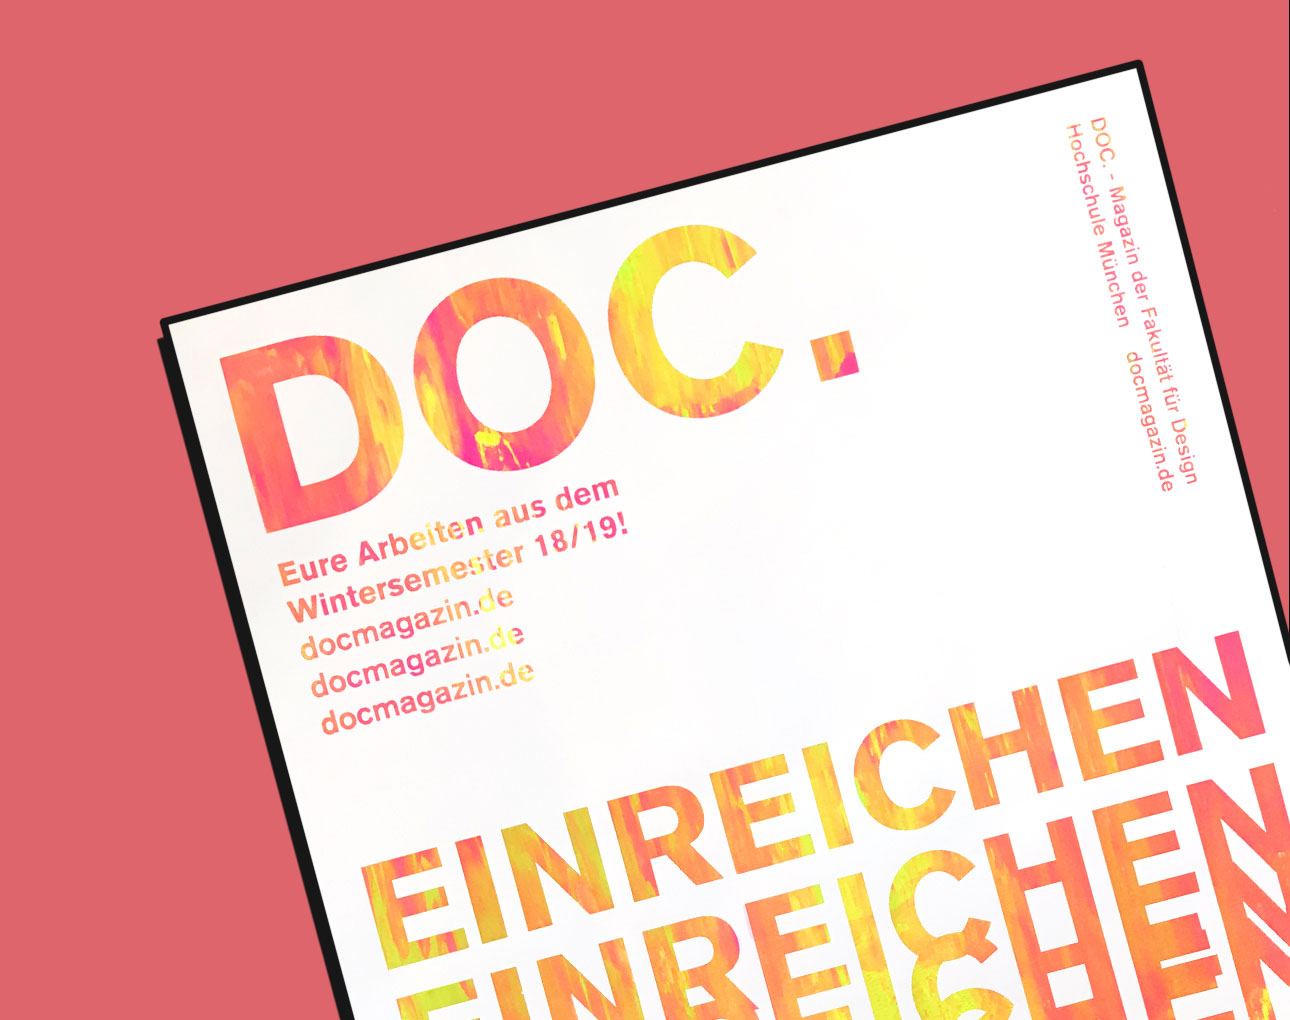 DOC.
Eure Arbeiten aus dem
Wintersemester 18/19!
docmagazin.de
docmagazin.de
docmagazin.de
DOC. - Magazin der Fakultät für Design
Hochschule München docmagazin.de
EINREICHEN
EINREICHEN